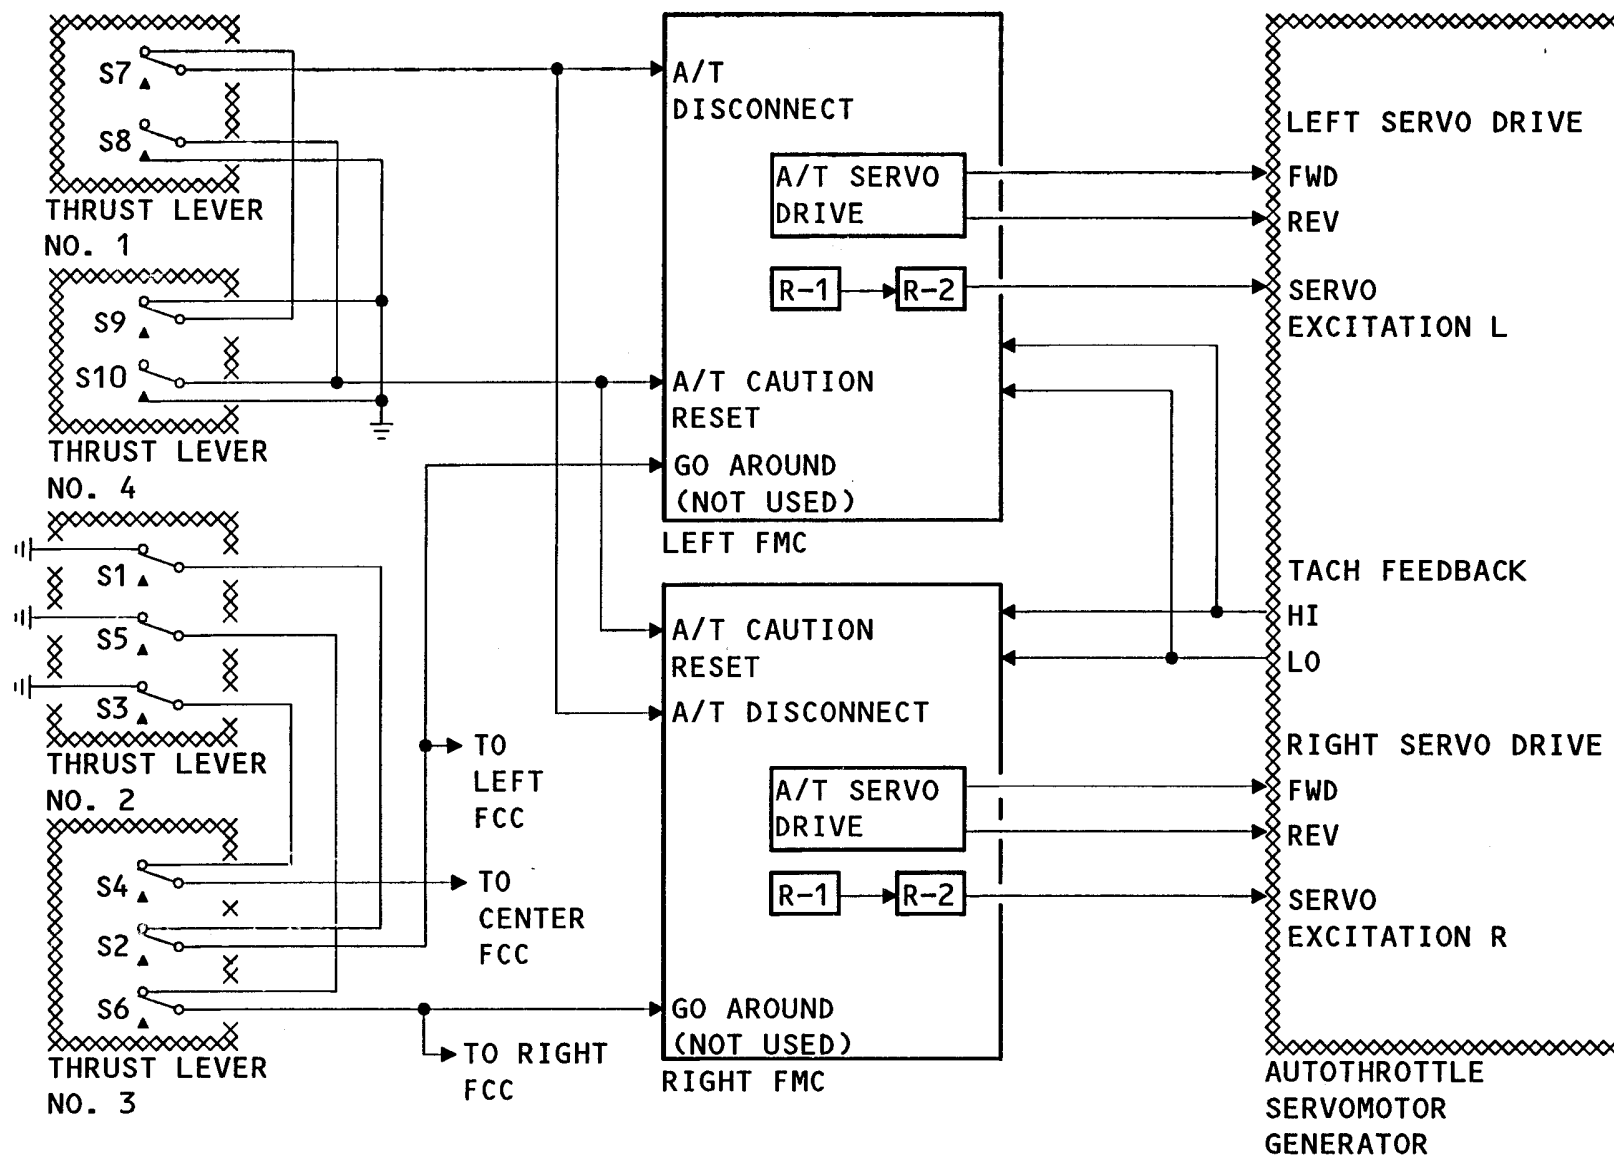 S7
S8
THRUST LEVER
NO. 1
S9
S10
THRUST LEVER
NO. 4
S1
S5
S3
THRUST LEVER
NO. 2
S4
S2
S6
THRUST LEVER
NO. 3
TO
LEFT
FCC
TO
CENTER
FCC
TO RIGHT
FCC
A/T
DISCONNECT
A/T SERVO
DRIVE
R-1
R-2
A/T CAUTION
RESET
GO AROUND
(NOT USED)
LEFT FMC
A/T CAUTION
RESET
A/T DISCONNECT
A/T SERVO
DRIVE
R-1
R-2
GO AROUND
(NOT USED)
RIGHT FMC
LEFT SERVO DRIVE
FWD
REV
SERVO
EXCITATION L
TACH FEEDBACK
HI
LO
RIGHT SERVO DRIVE
FWD
REV
SERVO
EXCITATION R
AUTOTHROTTLE
SERVOMOTOR
GENERATOR